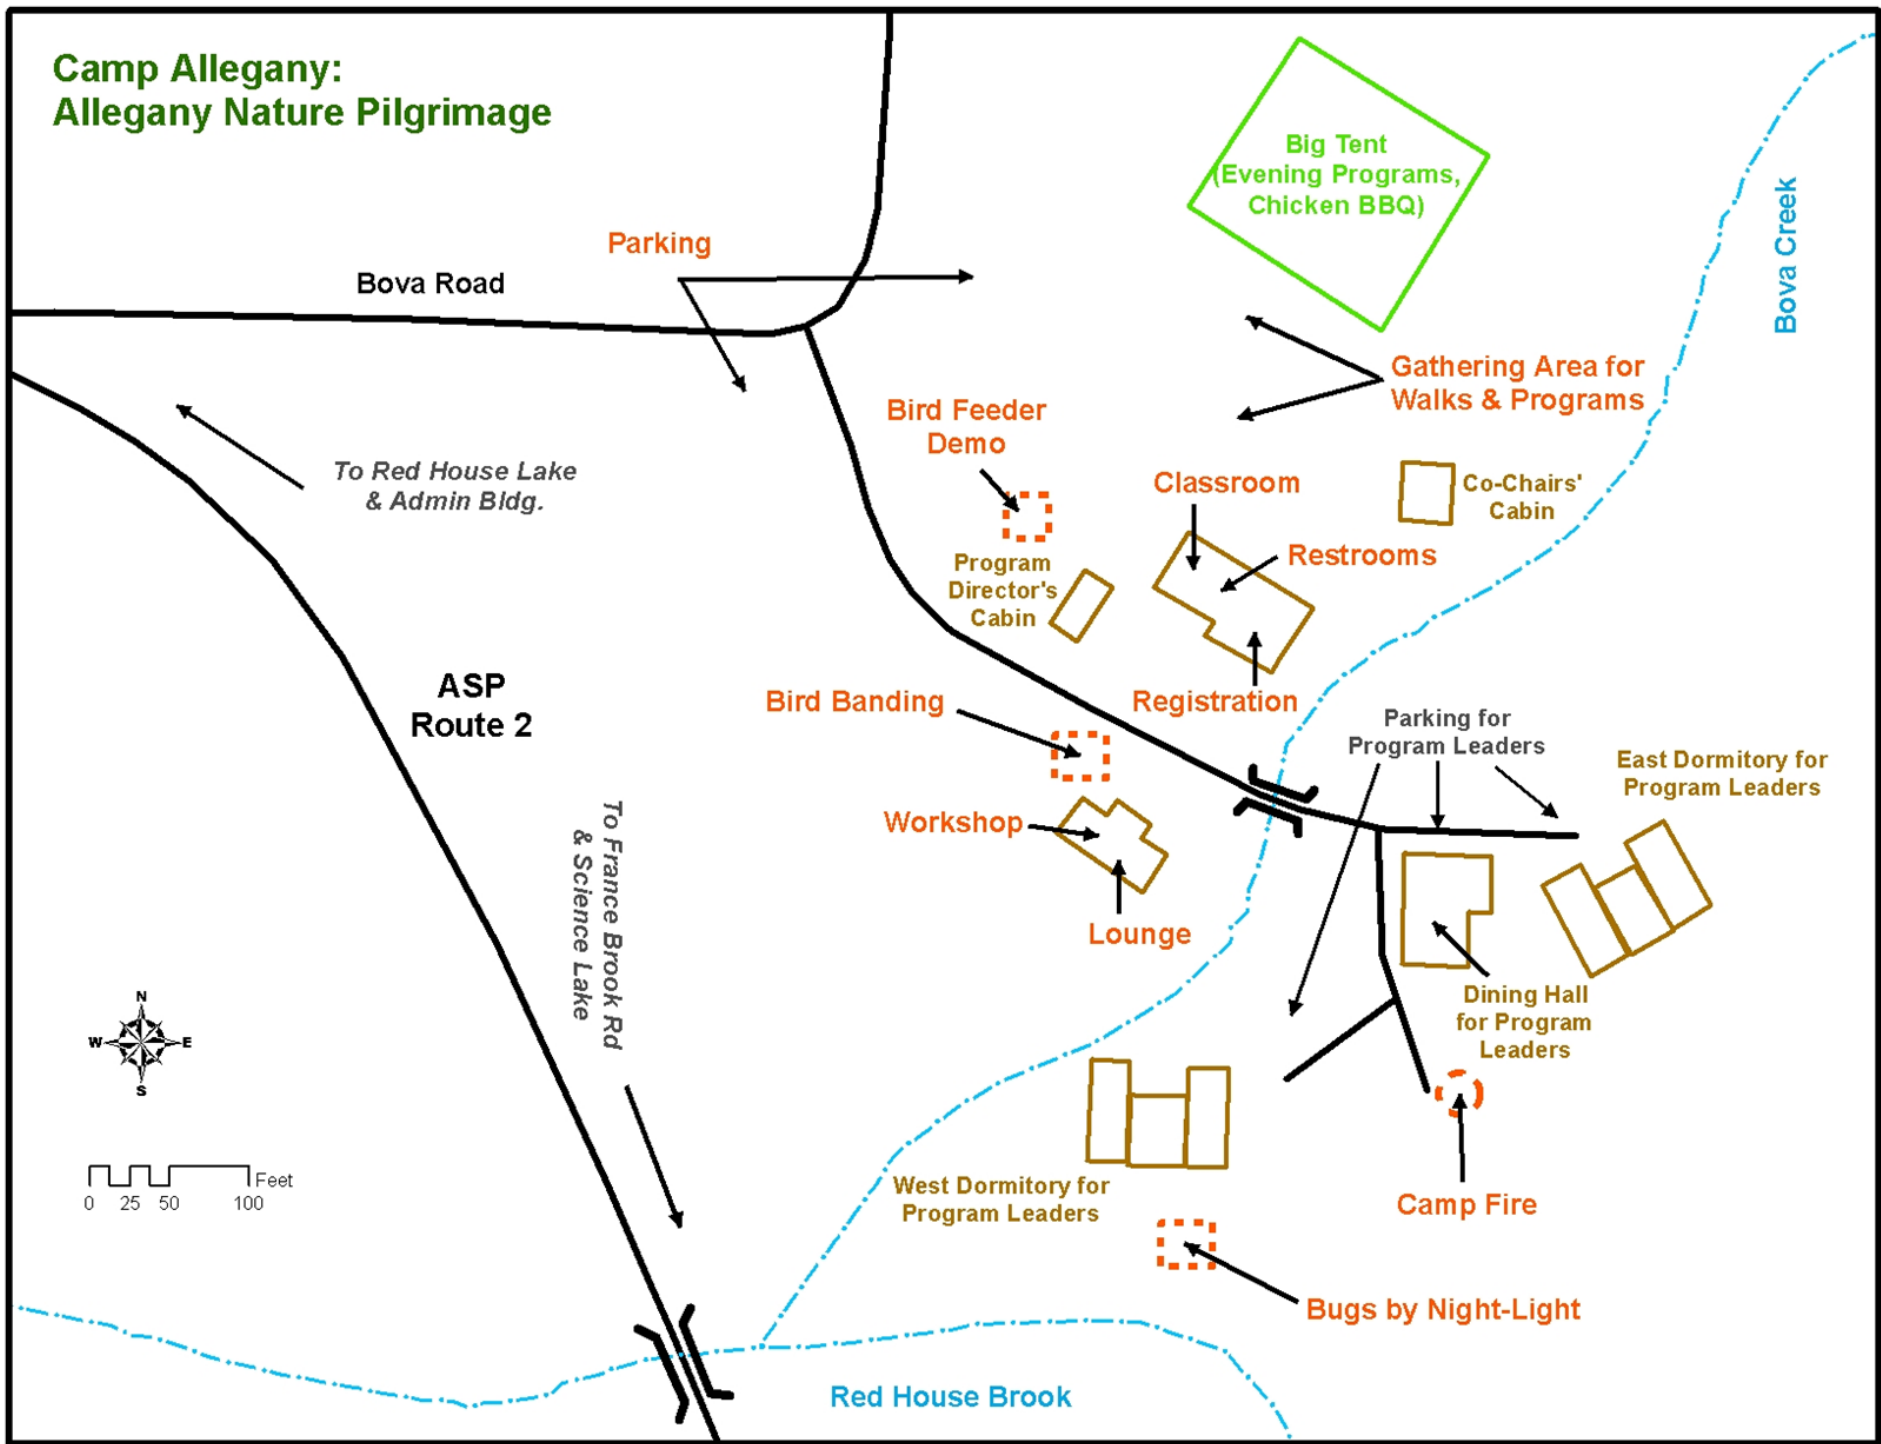 Camp Allegany:
Allegany Nature Pilgrimage
Big Tent
(Evening Programs,
Chicken BBQ)
Bova Creek
Parking
Bova Road
Gathering Area for
Walks & Programs
Bird Feeder
Demo
To Red House Lake
& Admin Bldg.
Classroom
Co-Chairs'
Cabin
Restrooms
Program
Director's
Cabin
ASP
Route 2
Bird Banding
Registration
Parking for
Program Leaders
East Dormitory for
Program Leaders
Workshop
To France Brook Rd
& Science Lake
Lounge
Dining Hall
for Program
Leaders
N
W
E
S
Feet
0 25 50 100
West Dormitory for
Program Leaders
Camp Fire
Bugs by Night-Light
Red House Brook